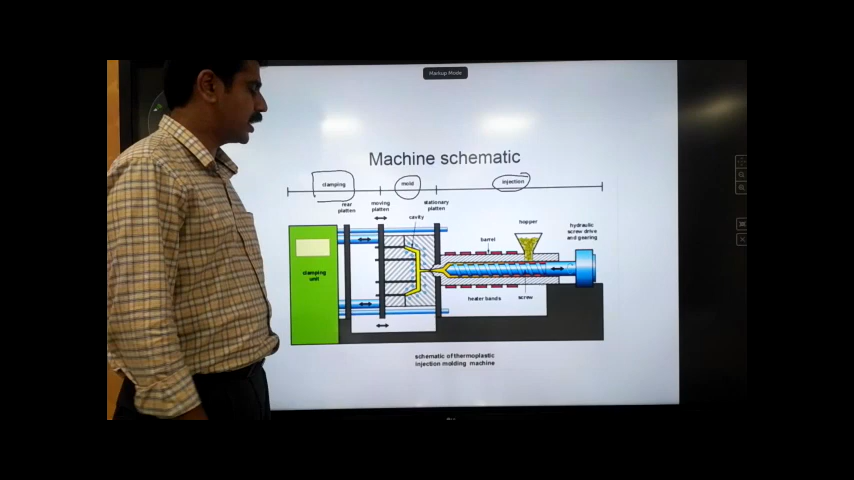 Markup Mode
Machine schematic
clamping
mold
injection
rear
platten
moving
platten
stationary
platten
cavity
hopper
hydraulic
screw drive
and gearing
barrel
clamping
unit
heater bands
screw
schematic of thermoplastic
injection molding machine